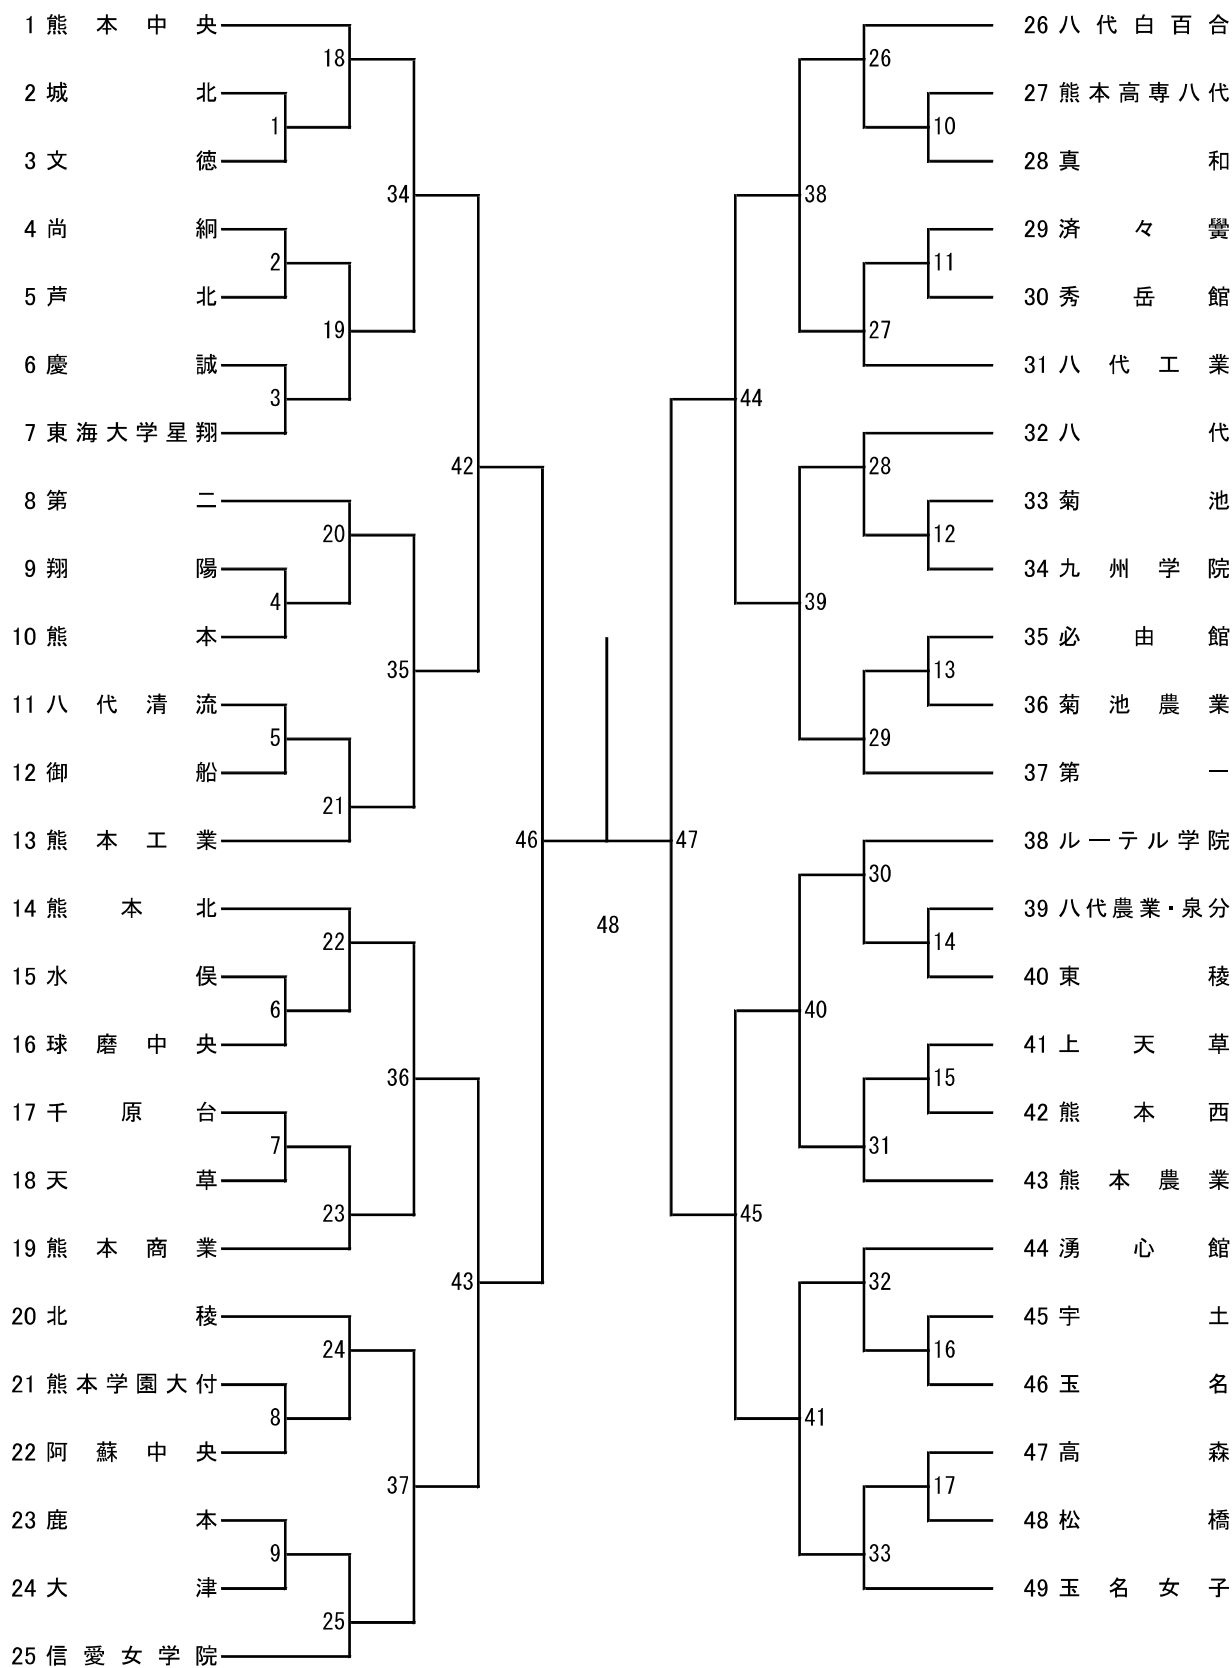 1 熊本中央
26 八代白百合
18
26
2 城北
27 熊本高専八代
1
10
3 文徳
28 真和
34
38
4 尚絅
29 済々黌
2
11
5 芦北
30 秀岳館
19
27
6 慶誠
31 八代工業
3
44
7 東海大学星翔
32 八代
42
28
8 第二
33 菊池
20
12
9 翔陽
34 九州学院
4
39
10 熊本
35 必由館
35
13
11 八代清流
36 菊池農業
5
29
12 御船
37 第一
21
13 熊本工業
46
47
38 ルーテル学院
30
14 熊本北
48
39 八代農業・泉分
22
14
15 水俣
40 東稜
6
40
16 球磨中央
41 上天草
36
15
17 千原台
42 熊本西
7
31
18 天草
43 熊本農業
23
45
19 熊本商業
44 湧心館
43
32
20 北稜
45 宇土
24
16
21 熊本学園大付
46 玉名
8
41
22 阿蘇中央
47 高森
37
17
23 鹿本
48 松橋
9
33
24 大津
49 玉名女子
25
25 信愛女学院